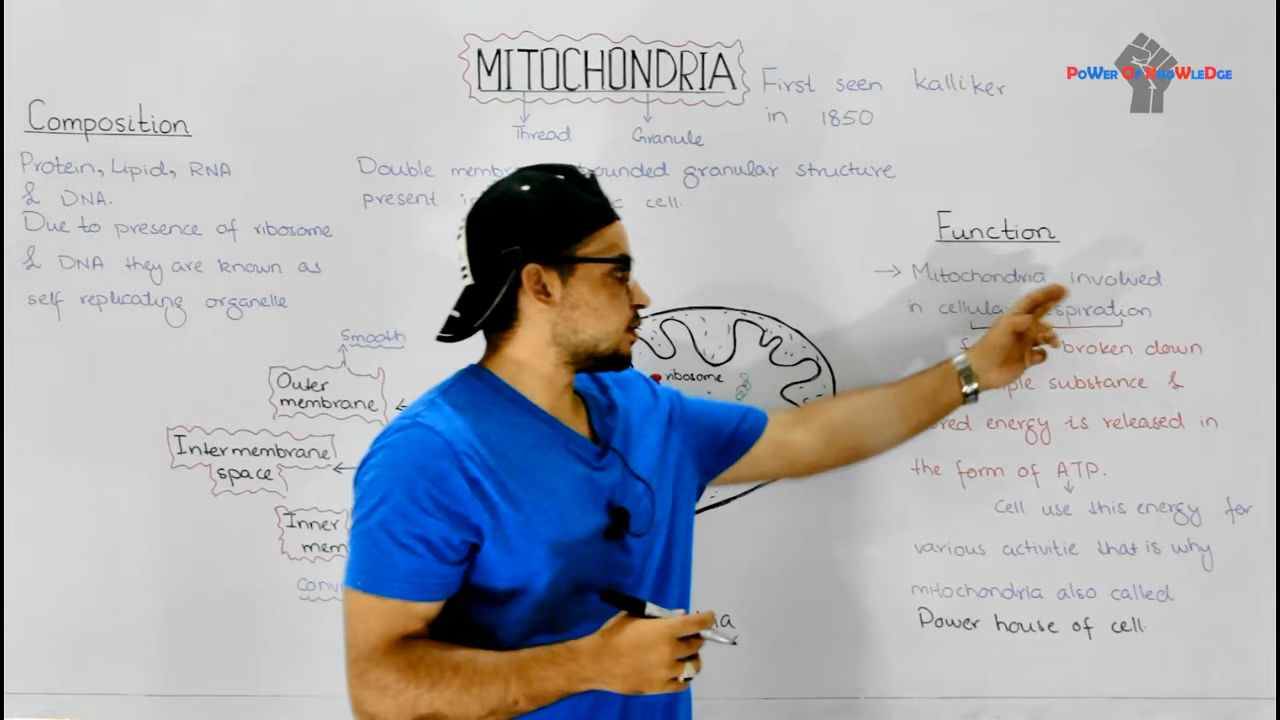 MITOCHONDRIA
Thread
Granule
First seen kalliker
in 1850
PoWer Of KnoWLeDge
Composition
Protein, Lipid, RNA
& DNA.
Due to presence of ribosome
& DNA they are known as
self replicating organelle
Double bounded granular structure
present cell.
Smooth
Outer
membrane
Intermembrane
space
Inner
ribosome
Function
→ Mitochondria involved
in
broken down
substance &
energy is released in
the form of ATP.
Cell use this energy for
various activitie that is why
mitochondria also called
Power house of cell.